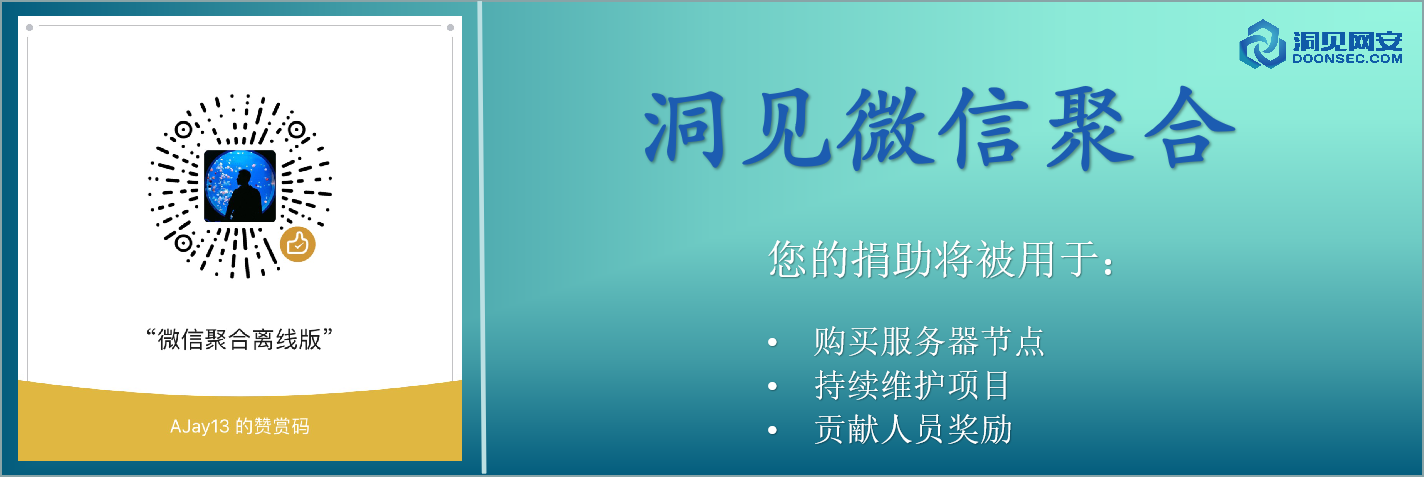 “微信聚合离线版”
AJay13 的赞赏码
洞见网安
DOONSEC.COM
洞见微信聚合
您的捐助将被用于：
• 购买服务器节点
• 持续维护项目
• 贡献人员奖励